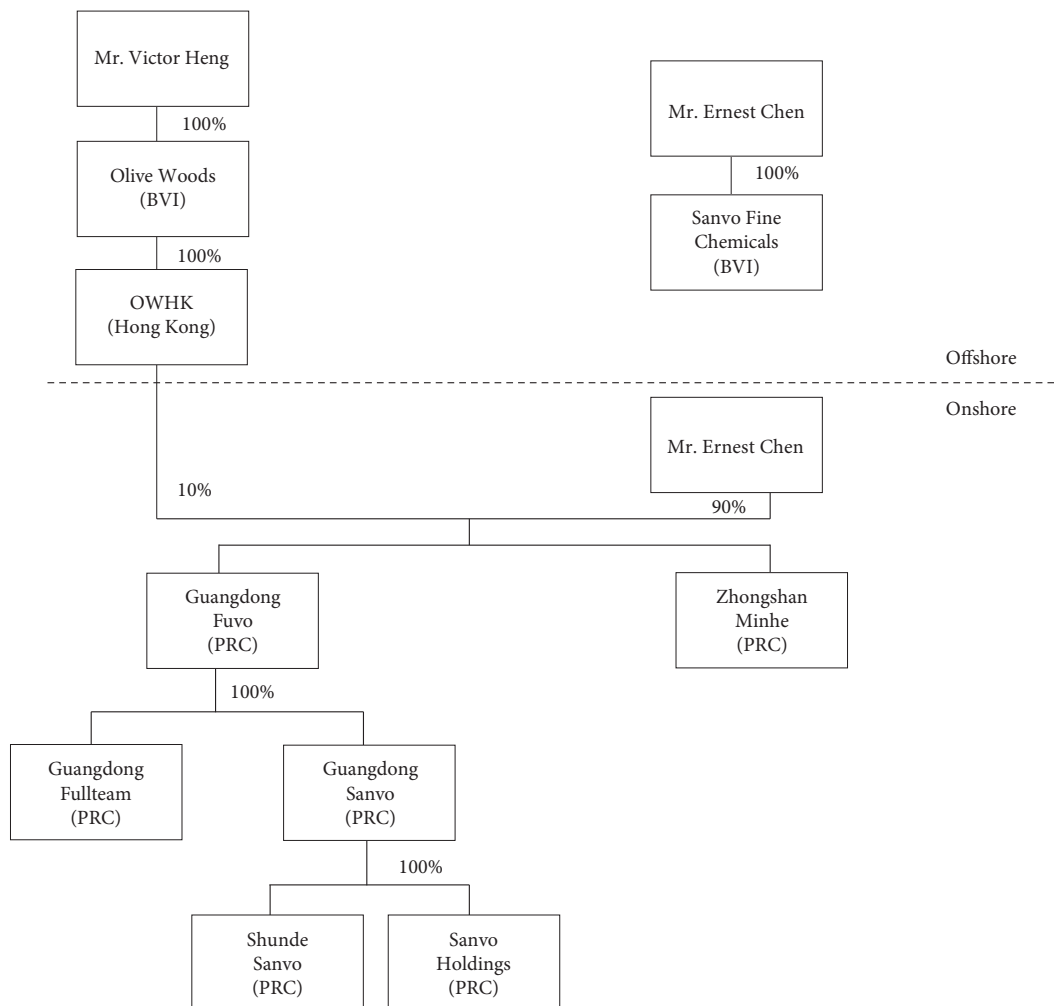 Mr. Victor Heng
100%
Olive Woods
(BVI)
100%
OWHK
(Hong Kong)
Mr. Ernest Chen
100%
Sanvo Fine
Chemicals
(BVI)
Offshore
Onshore
Mr. Ernest Chen
10%
90%
Guangdong
Fuvo
(PRC)
Zhongshan
Minhe
(PRC)
100%
Guangdong
Fullteam
(PRC)
Guangdong
Sanvo
(PRC)
100%
Shunde
Sanvo
(PRC)
Sanvo
Holdings
(PRC)